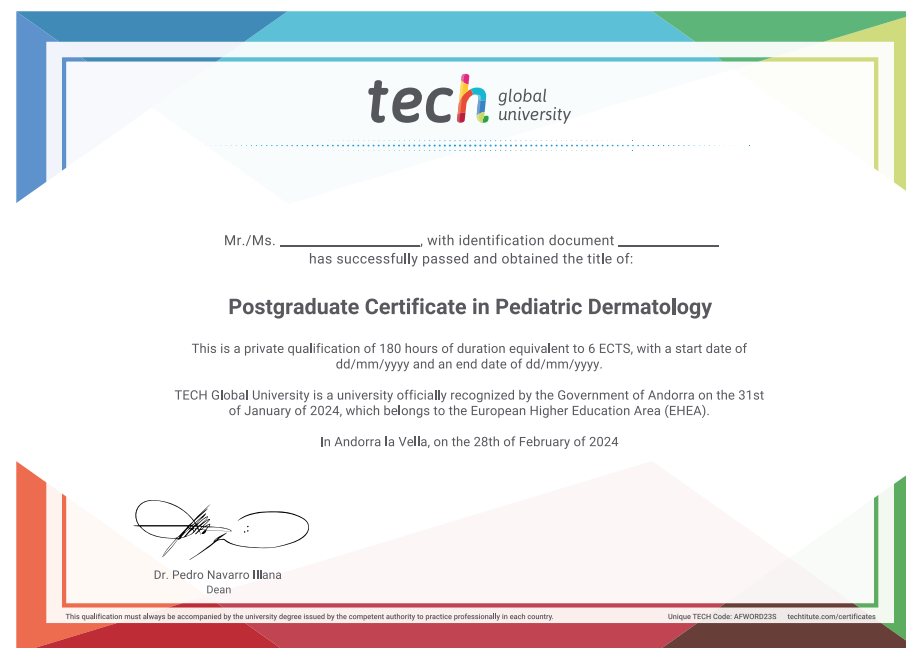 tech global
university
Mr./Ms. ____________, with identification document ____________
has successfully passed and obtained the title of:
Postgraduate Certificate in Pediatric Dermatology
This is a private qualification of 180 hours of duration equivalent to 6 ECTS, with a start date of
dd/mm/yyyy and an end date of dd/mm/yyyy.
TECH Global University is a university officially recognized by the Government of Andorra on the 31st
of January of 2024, which belongs to the European Higher Education Area (EHEA).
In Andorra la Vella, on the 28th of February of 2024
Dr. Pedro Navarro Illana
Dean
This qualification must always be accompanied by the university degree issued by the competent authority to practice professionally in each country.
Unique TECH Code: AFWORD23S techtitute.com/certificates